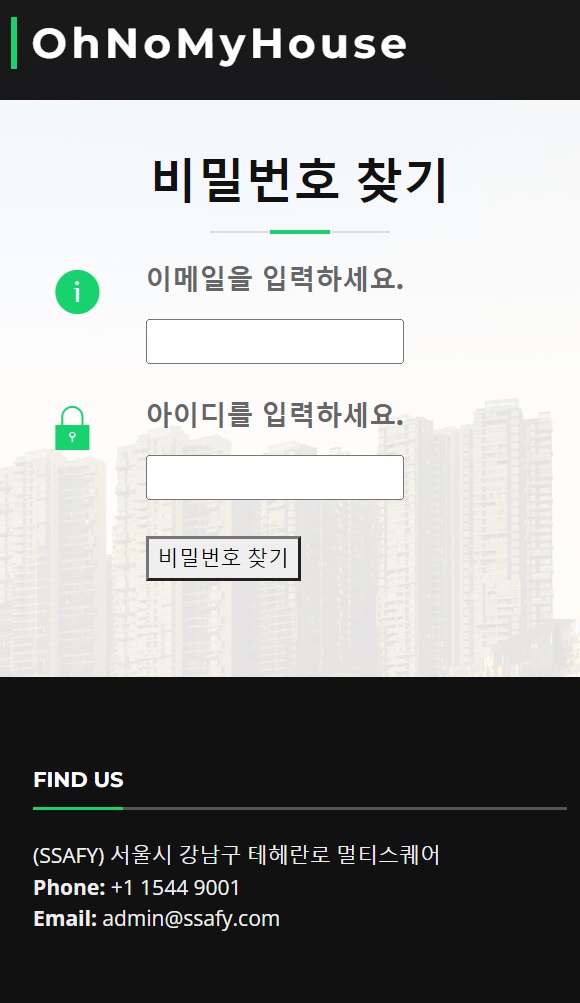 OhNoMyHouse
비밀번호 찾기
이메일을 입력하세요.
아이디를 입력하세요.
비밀번호 찾기
FIND US
(SSAFY) 서울시 강남구 테헤란로 멀티스퀘어
Phone: +1 1544 9001
Email: admin@ssafy.com